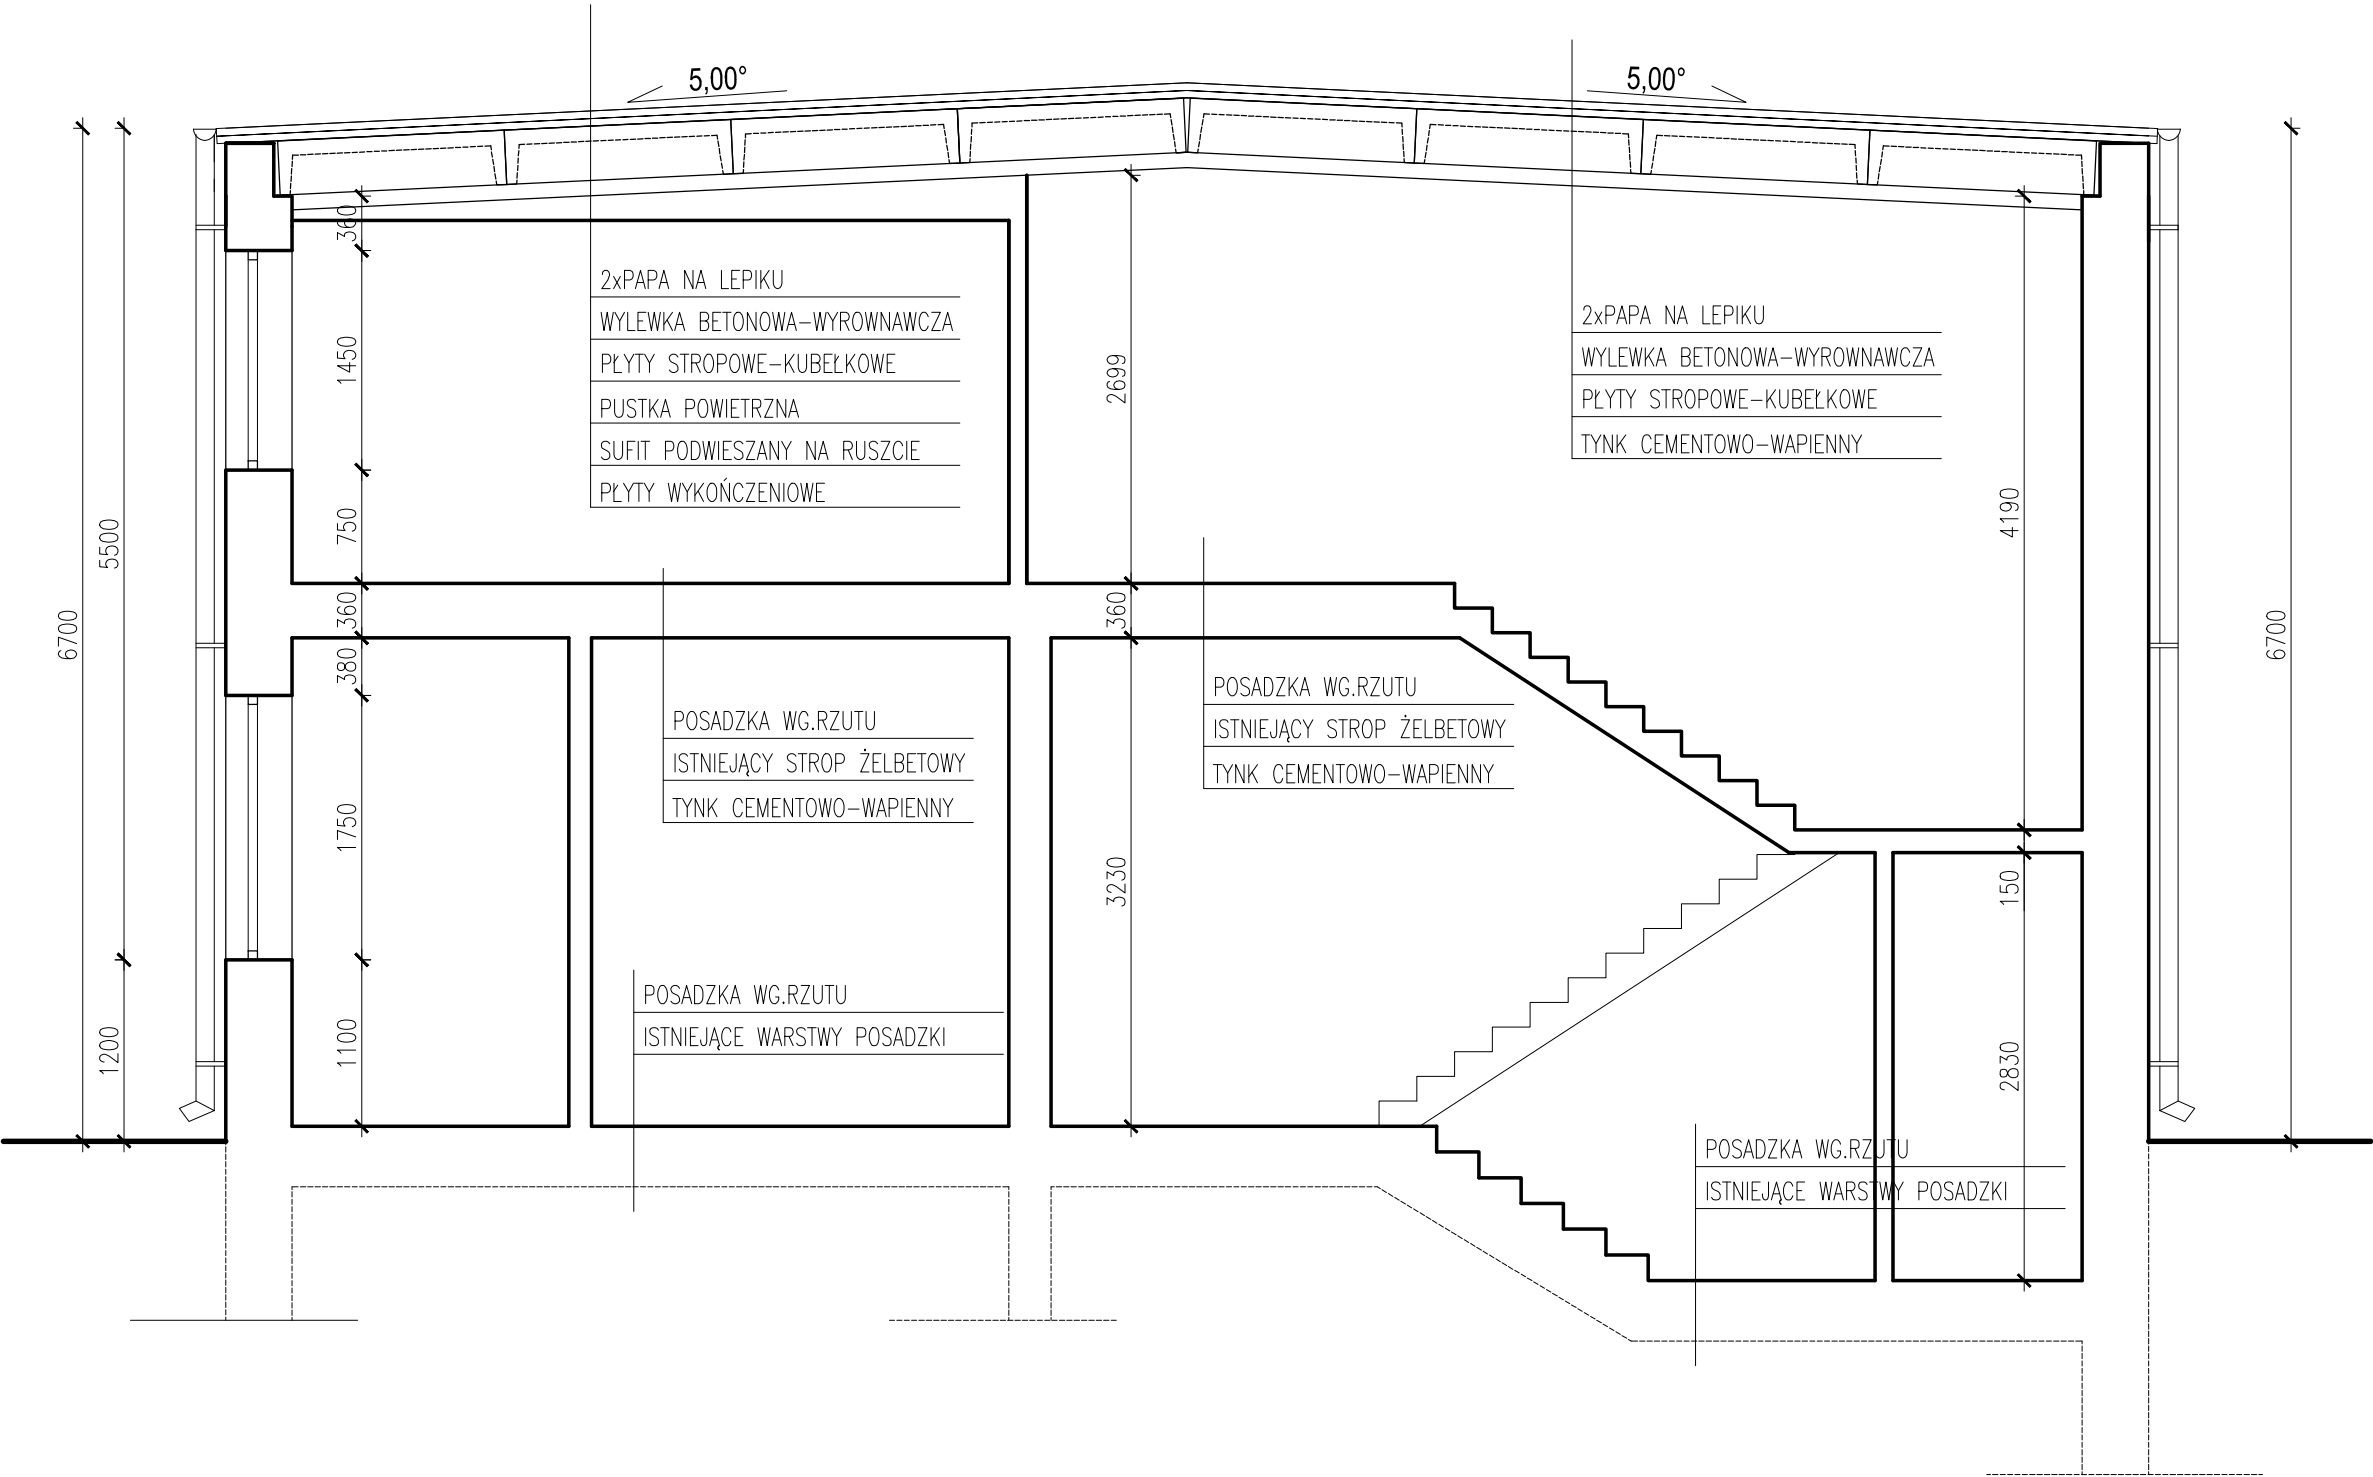 5,00°
5,00°
2xPAPA NA LEPIKU
WYLEWKA BETONOWA-WYROWNAWCZA
PŁYTY STROPOWE-KUBEŁKOWE
PUSTKA POWIETRZNA
SUFIT PODWIESZANY NA RUSZCIE
PŁYTY WYKOŃCZENIOWE
2xPAPA NA LEPIKU
WYLEWKA BETONOWA-WYROWNAWCZA
PŁYTY STROPOWE-KUBEŁKOWE
TYNK CEMENTOWO-WAPIENNY
POSADZKA WG.RZUTU
ISTNIEJĄCY STROP ŻELBETOWY
TYNK CEMENTOWO-WAPIENNY
POSADZKA WG.RZUTU
ISTNIEJĄCY STROP ŻELBETOWY
TYNK CEMENTOWO-WAPIENNY
POSADZKA WG.RZUTU
ISTNIEJĄCE WARSTWY POSADZKI
POSADZKA WG.RZUTU
ISTNIEJĄCE WARSTWY POSADZKI
6700
5500
1200
360
1450
750
360
380
1750
1100
2699
360
3230
4190
150
2830
6700